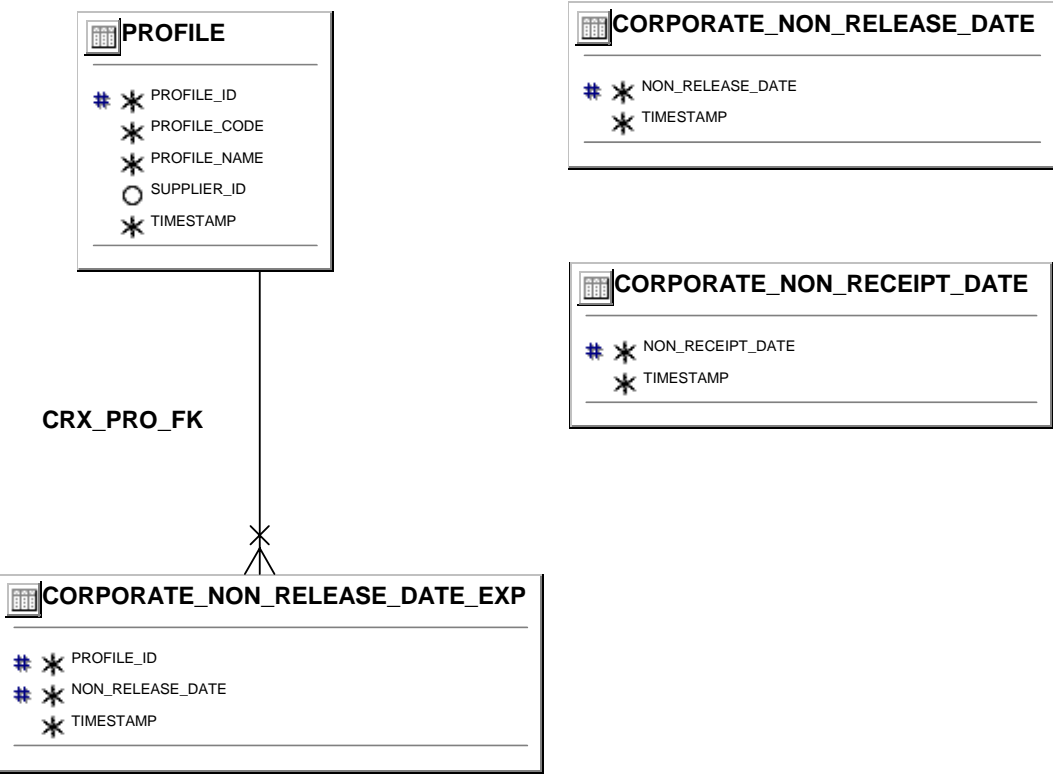 PROFILE
# * PROFILE_ID
* PROFILE_CODE
* PROFILE_NAME
O SUPPLIER_ID
* TIMESTAMP
CORPORATE_NON_RELEASE_DATE
# * NON_RELEASE_DATE
* TIMESTAMP
CORPORATE_NON_RECEIPT_DATE
# * NON_RECEIPT_DATE
* TIMESTAMP
CRX_PRO_FK
CORPORATE_NON_RELEASE_DATE_EXP
# * PROFILE_ID
# * NON_RELEASE_DATE
* TIMESTAMP